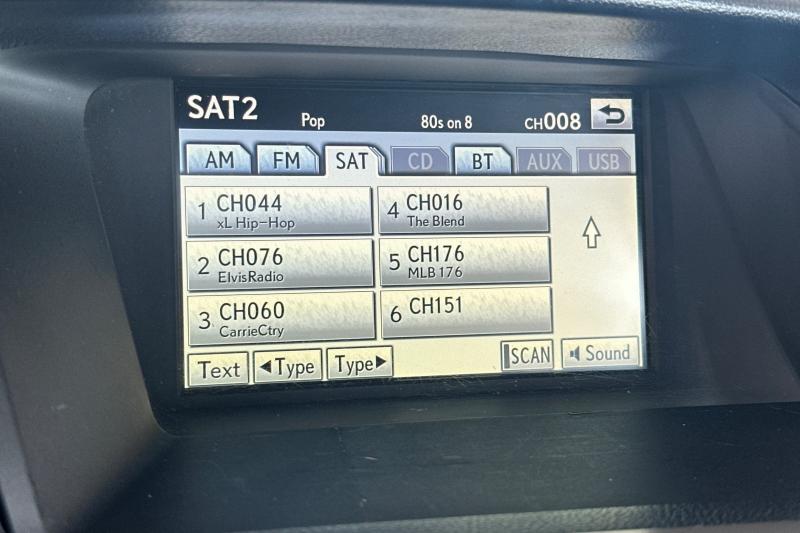 SAT2 Pop 80s on 8 CH008
AM FM SAT CD BT AUX USB
1 CH044
xL Hip-Hop
4 CH016
The Blend
2 CH076
ElvisRadio
5 CH176
MLB 176
3 CH060
CarrieCtry
6 CH151
Text ◀Type Type▶ SCAN Sound